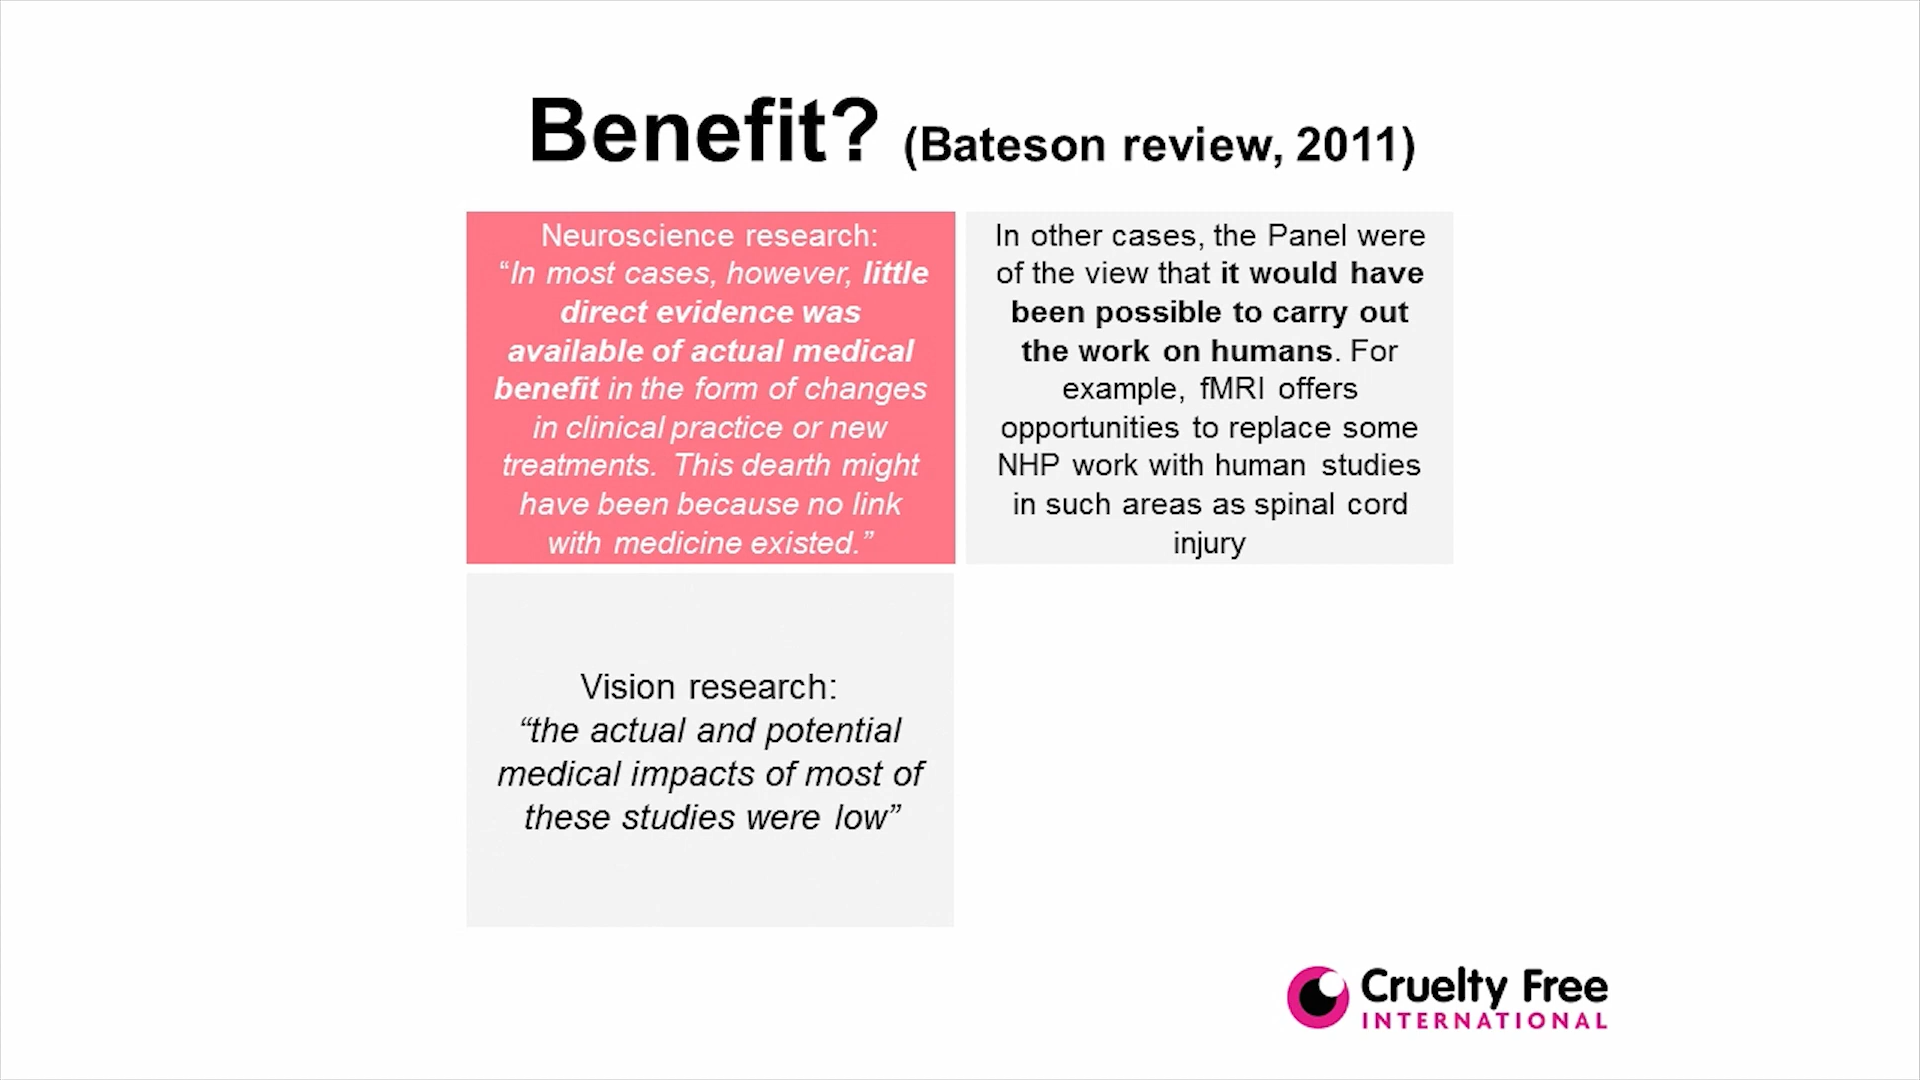 Benefit? (Bateson review, 2011)
Neuroscience research:
“In most cases, however, little
direct evidence was
available of actual medical
benefit in the form of changes
in clinical practice or new
treatments. This dearth might
have been because no link
with medicine existed.”
In other cases, the Panel were
of the view that it would have
been possible to carry out
the work on humans. For
example, fMRI offers
opportunities to replace some
NHP work with human studies
in such areas as spinal cord
injury
Vision research:
“the actual and potential
medical impacts of most of
these studies were low”
Cruelty Free
INTERNATIONAL